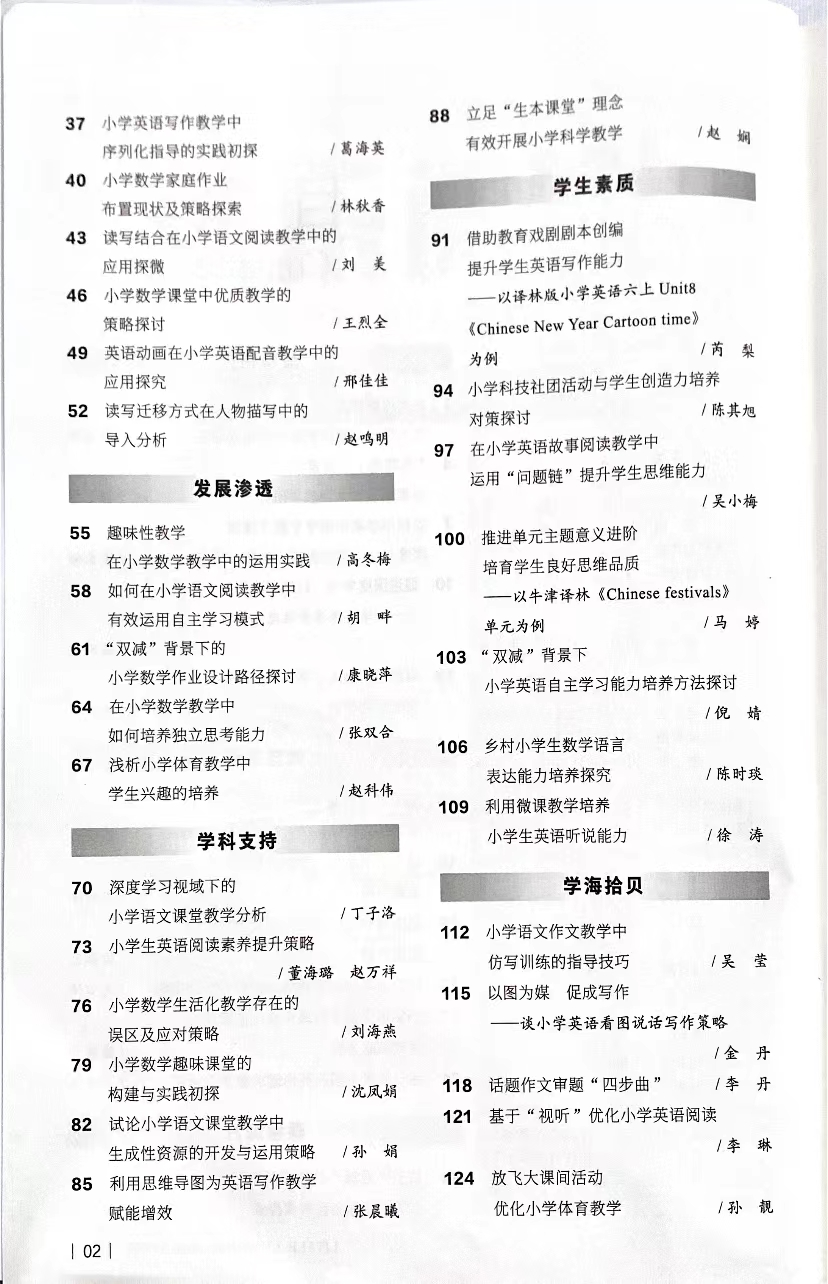 37 小学英语写作教学中
序列化指导的实践初探 /葛海英
40 小学数学家庭作业
布置现状及策略探索 /林秋香
43 读写结合在小学语文阅读教学中的
应用探微 /刘 美
46 小学数学课堂中优质教学的
策略探讨 /王烈全
49 英语动画在小学英语配音教学中的
应用探究 /邢佳佳
52 读写迁移方式在人物描写中的
导入分析 /赵鸣明
发展渗透
55 趣味性教学
在小学数学教学中的运用实践 /高冬梅
58 如何在小学语文阅读教学中
有效运用自主学习模式 /胡 畔
61 “双减”背景下的
小学数学作业设计路径探讨 /康晓萍
64 在小学数学教学中
如何培养独立思考能力 /张双合
67 浅析小学体育教学中
学生兴趣的培养 /赵科伟
学科支持
70 深度学习视域下的
小学语文课堂教学分析 /丁子洛
73 小学生英语阅读素养提升策略
/董海璐 赵万祥
76 小学数学生活化教学存在的
误区及应对策略 /刘海燕
79 小学数学趣味课堂的
构建与实践初探 /沈凤娟
82 试论小学语文课堂教学中
生成性资源的开发与运用策略 /孙 娟
85 利用思维导图为英语写作教学
赋能增效 /张晨曦
| 02 |
88 立足“生本课堂”理念
有效开展小学科学教学 /赵 娴
学生素质
91 借助教育戏剧剧本创编
提升学生英语写作能力
——以译林版小学英语六上 Unit8
《Chinese New Year Cartoon time》
为例 /芮 梨
94 小学科技社团活动与学生创造力培养
对策探讨 /陈其旭
97 在小学英语故事阅读教学中
运用“问题链”提升学生思维能力
/吴小梅
100 推进单元主题意义进阶
培育学生良好思维品质
——以牛津译林《Chinese festivals》
单元为例 /马 婷
103 “双减”背景下
小学英语自主学习能力培养方法探讨
/倪 婧
106 乡村小学生数学语言
表达能力培养探究 /陈时琰
109 利用微课教学培养
小学生英语听说能力 /徐 涛
学海拾贝
112 小学语文作文教学中
仿写训练的指导技巧 /吴 莹
115 以图为媒 促成写作
——谈小学英语看图说话写作策略
/金 丹
118 话题作文审题“四步曲” /李 丹
121 基于“视听”优化小学英语阅读
/李 琳
124 放飞大课间活动
优化小学体育教学 /孙 靓